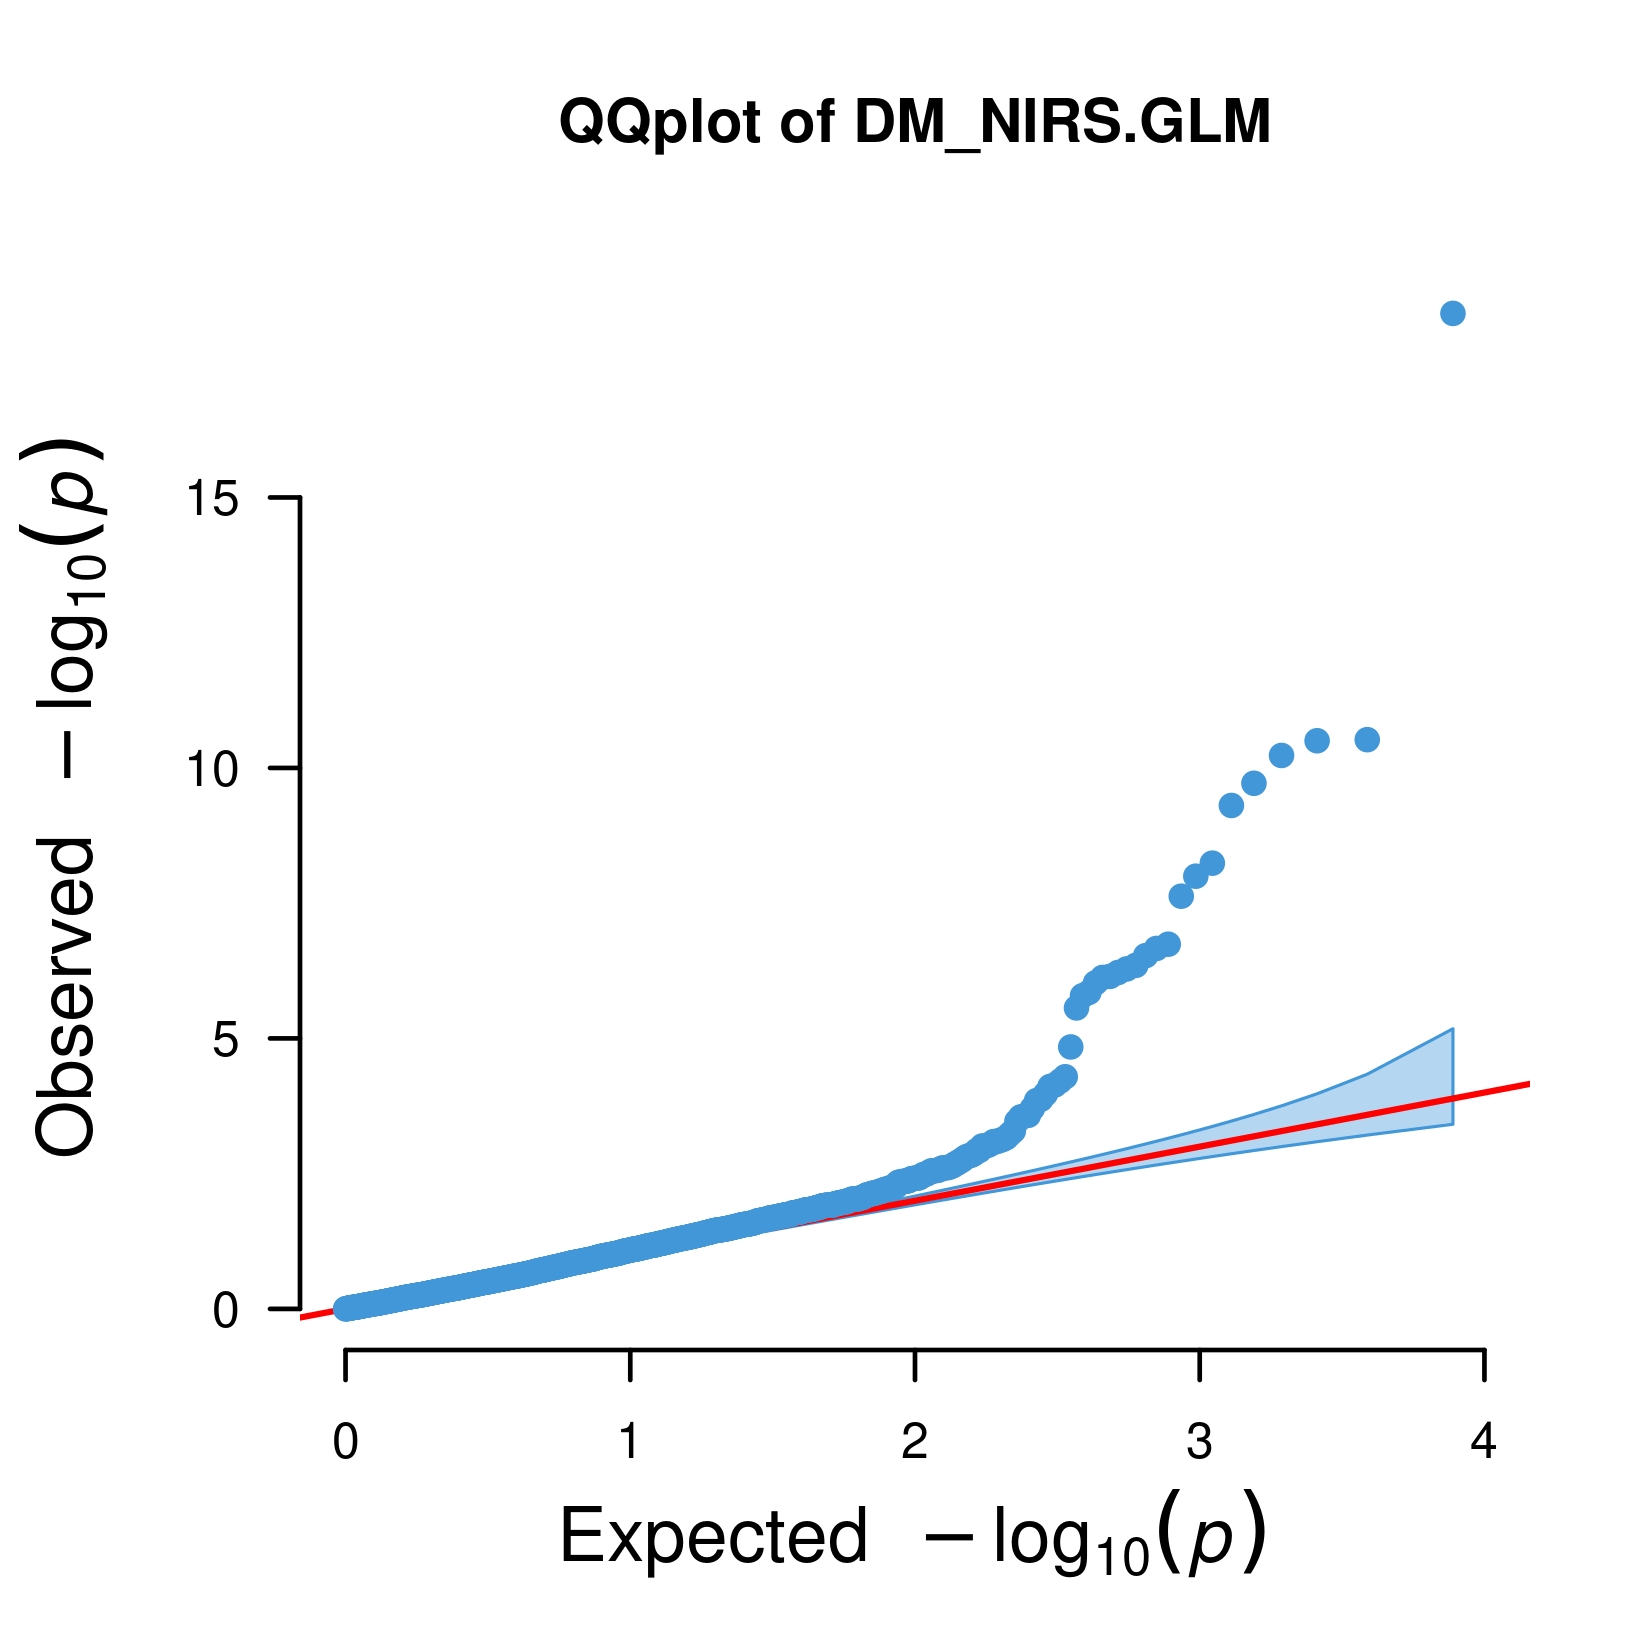 QQplot of DM_NIRS.GLM
Observed −log₁₀(p)
15
10
5
0
0 1 2 3 4
Expected −log₁₀(p)